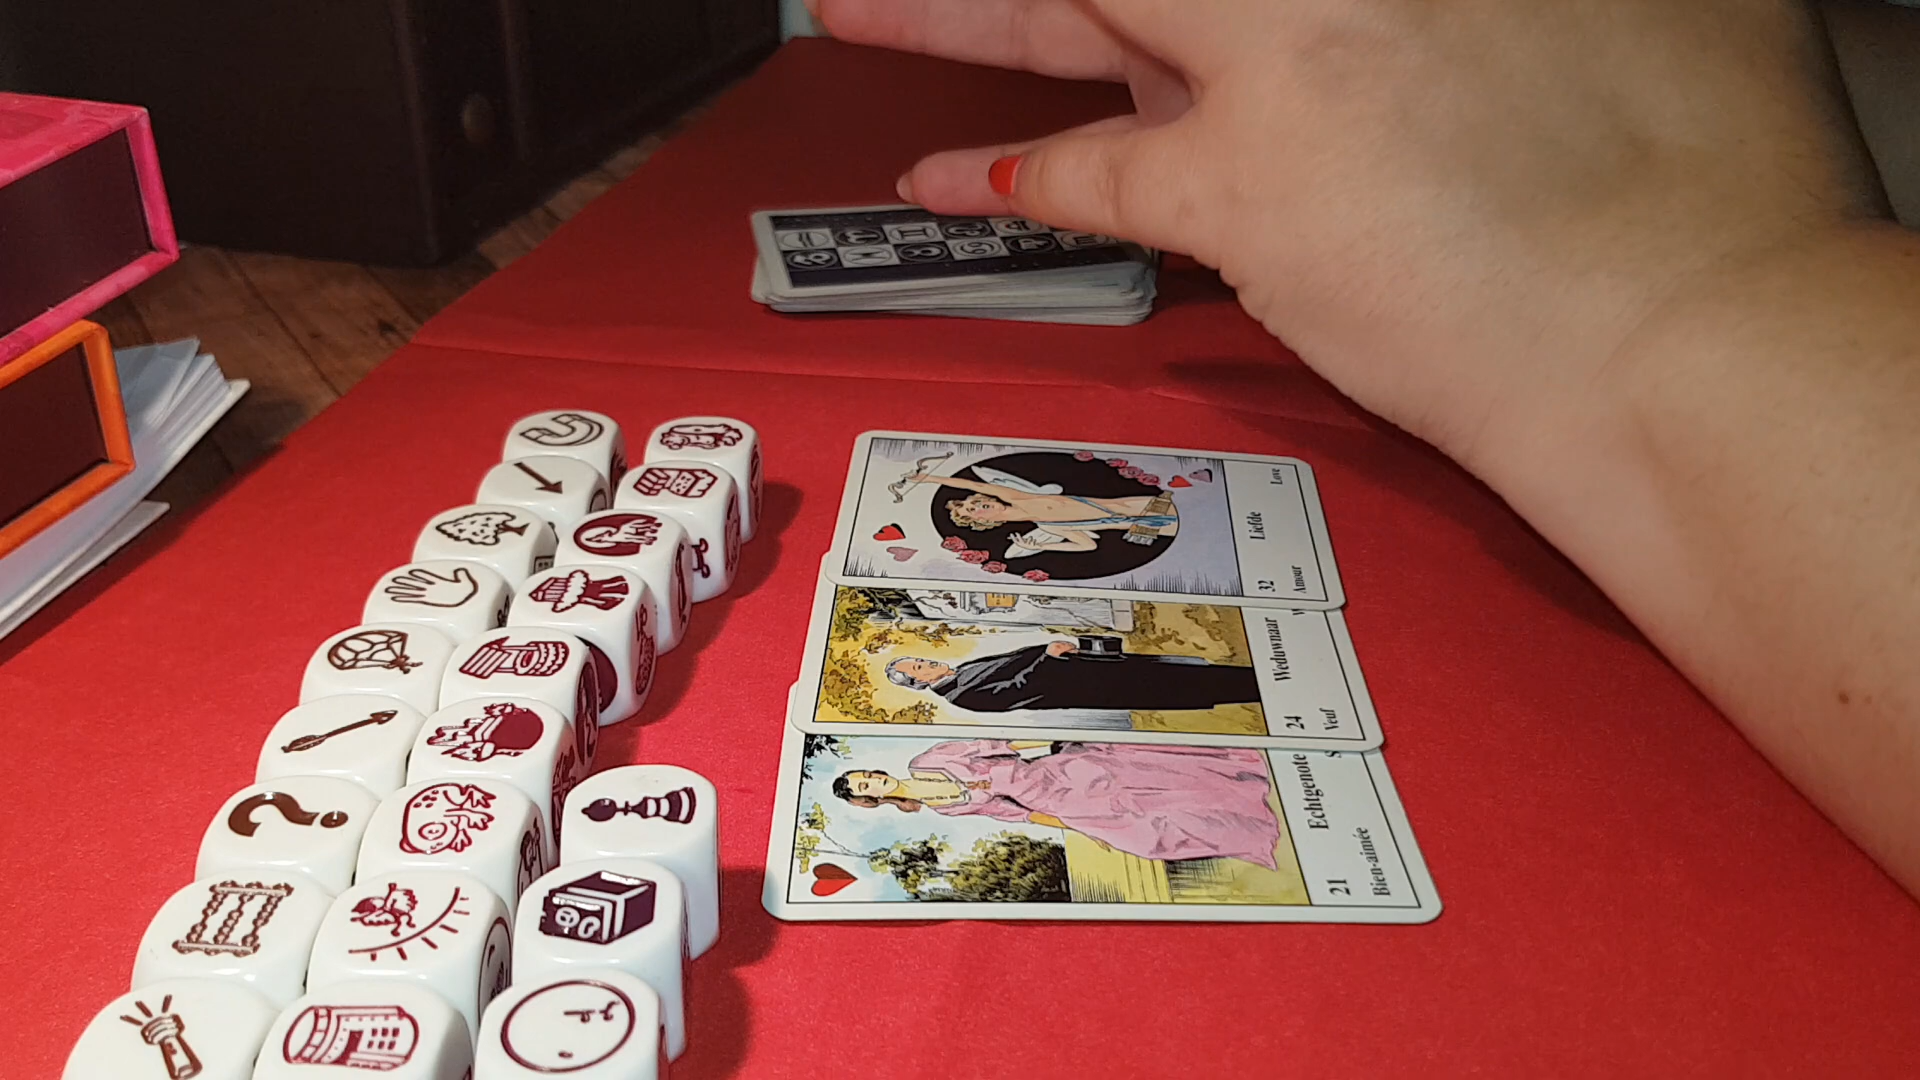 32 Liefde Love
Amour
24 Weduwnaar W
Veuf
21 Echtgenote S
Bien-aimée